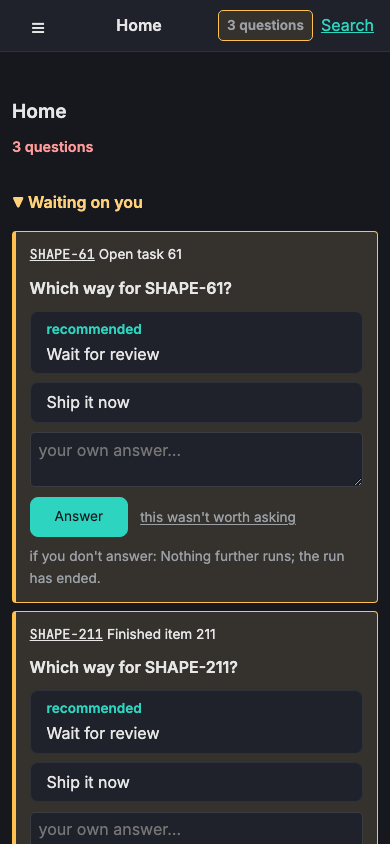 Home
3 questions
Search
Home
3 questions
Waiting on you
SHAPE-61 Open task 61
Which way for SHAPE-61?
recommended
Wait for review
Ship it now
your own answer...
Answer
this wasn't worth asking
if you don't answer: Nothing further runs; the run
has ended.
SHAPE-211 Finished item 211
Which way for SHAPE-211?
recommended
Wait for review
Ship it now
your own answer...